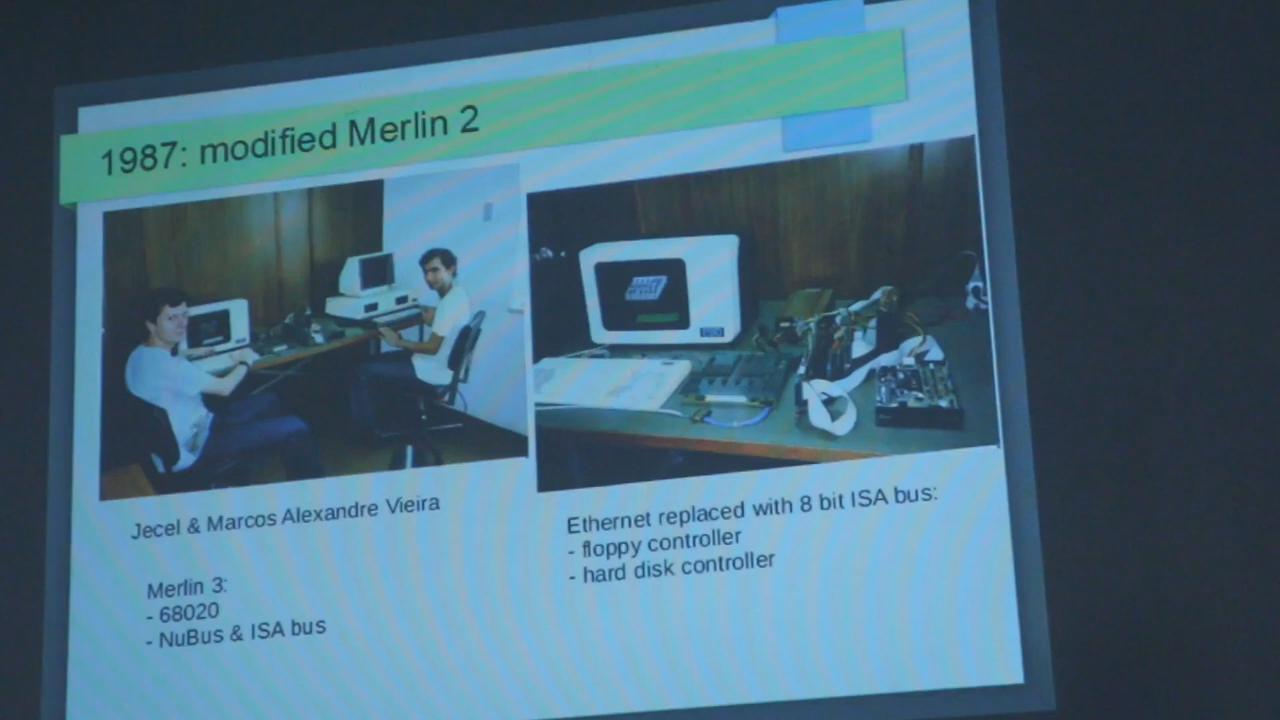 1987: modified Merlin 2
Jecel & Marcos Alexandre Vieira
Merlin 3:
- 68020
- NuBus & ISA bus
Ethernet replaced with 8 bit ISA bus:
- floppy controller
- hard disk controller